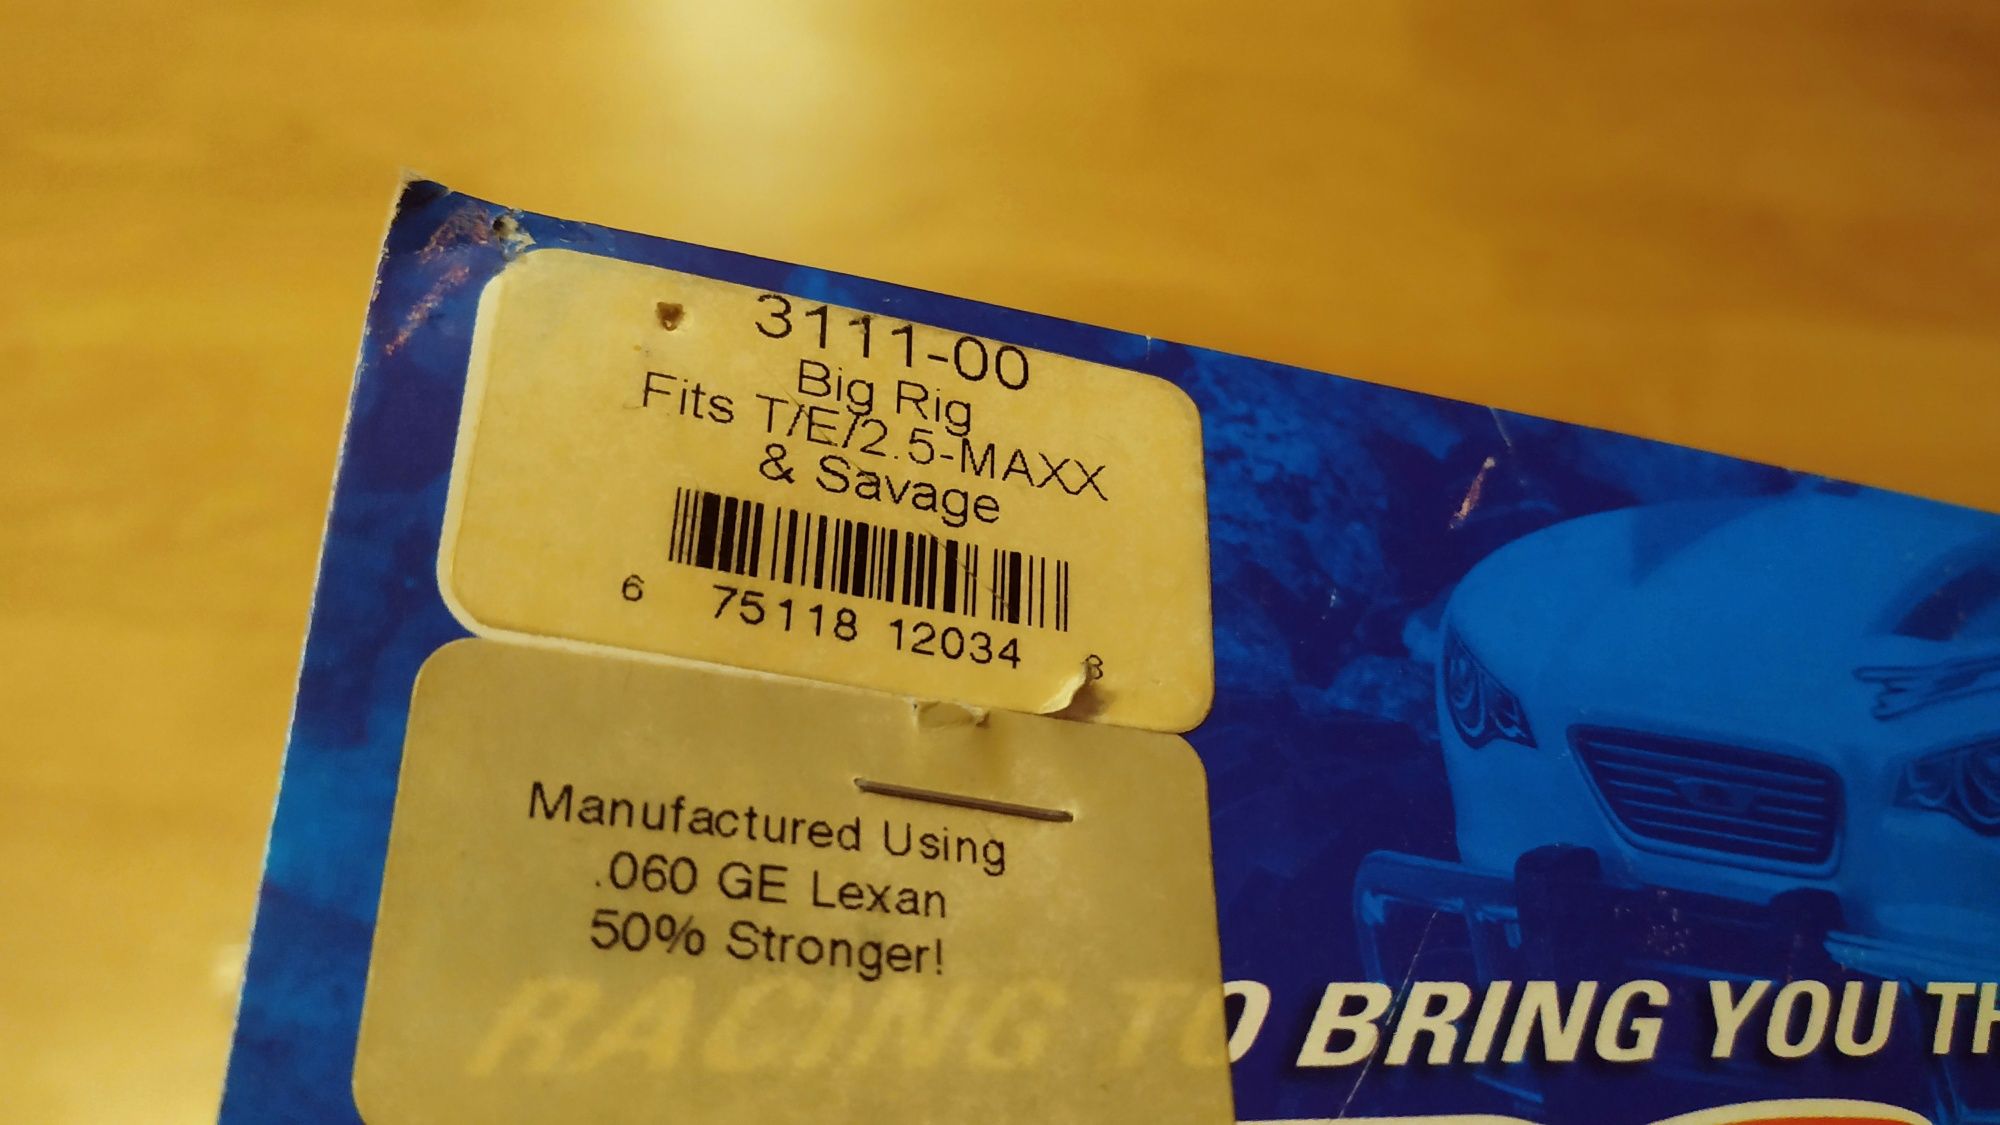 3111-00
Big Rig
Fits T/E/2.5-MAXX
& Savage
6 75118 12034 8
Manufactured Using
.060 GE Lexan
50% Stronger!
RACING TO BRING YOU TH